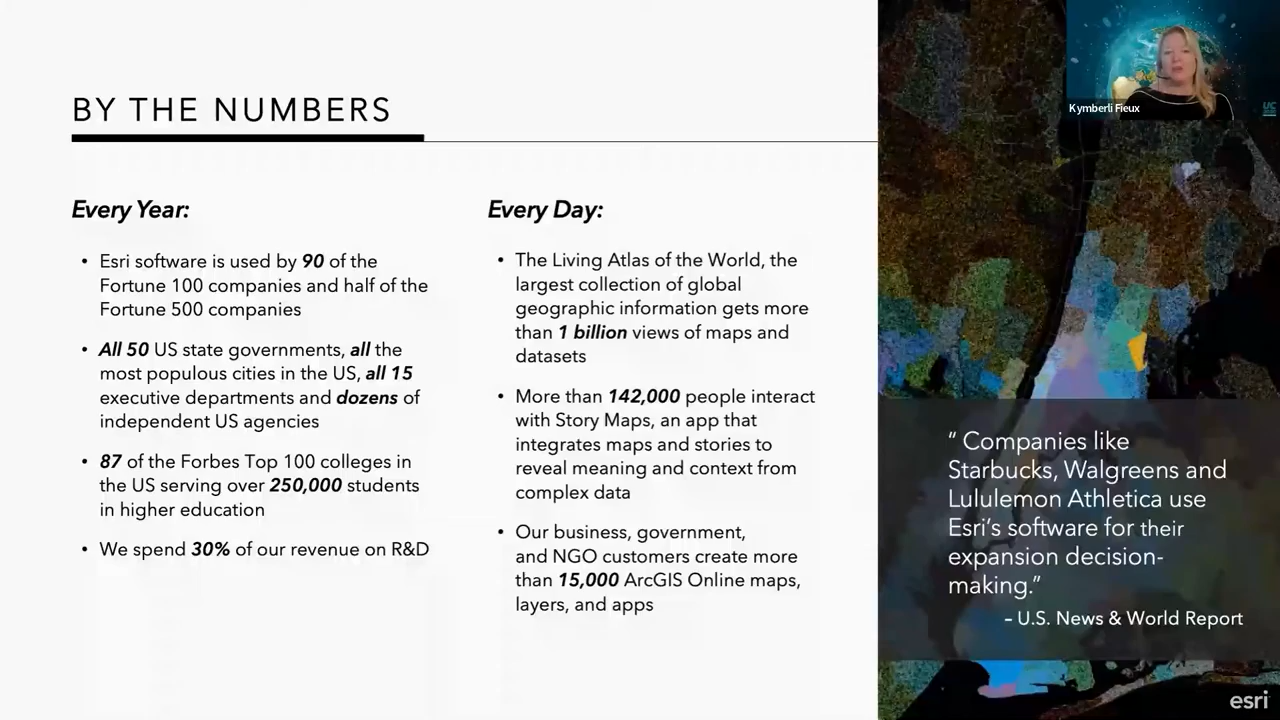 BY THE NUMBERS
Every Year:
• Esri software is used by 90 of the
Fortune 100 companies and half of the
Fortune 500 companies
• All 50 US state governments, all the
most populous cities in the US, all 15
executive departments and dozens of
independent US agencies
• 87 of the Forbes Top 100 colleges in
the US serving over 250,000 students
in higher education
• We spend 30% of our revenue on R&D
Every Day:
• The Living Atlas of the World, the
largest collection of global
geographic information gets more
than 1 billion views of maps and
datasets
• More than 142,000 people interact
with Story Maps, an app that
integrates maps and stories to
reveal meaning and context from
complex data
• Our business, government,
and NGO customers create more
than 15,000 ArcGIS Online maps,
layers, and apps
Kymberli Fieux
UC
“ Companies like
Starbucks, Walgreens and
Lululemon Athletica use
Esri’s software for their
expansion decision-
making.”
– U.S. News & World Report
esri